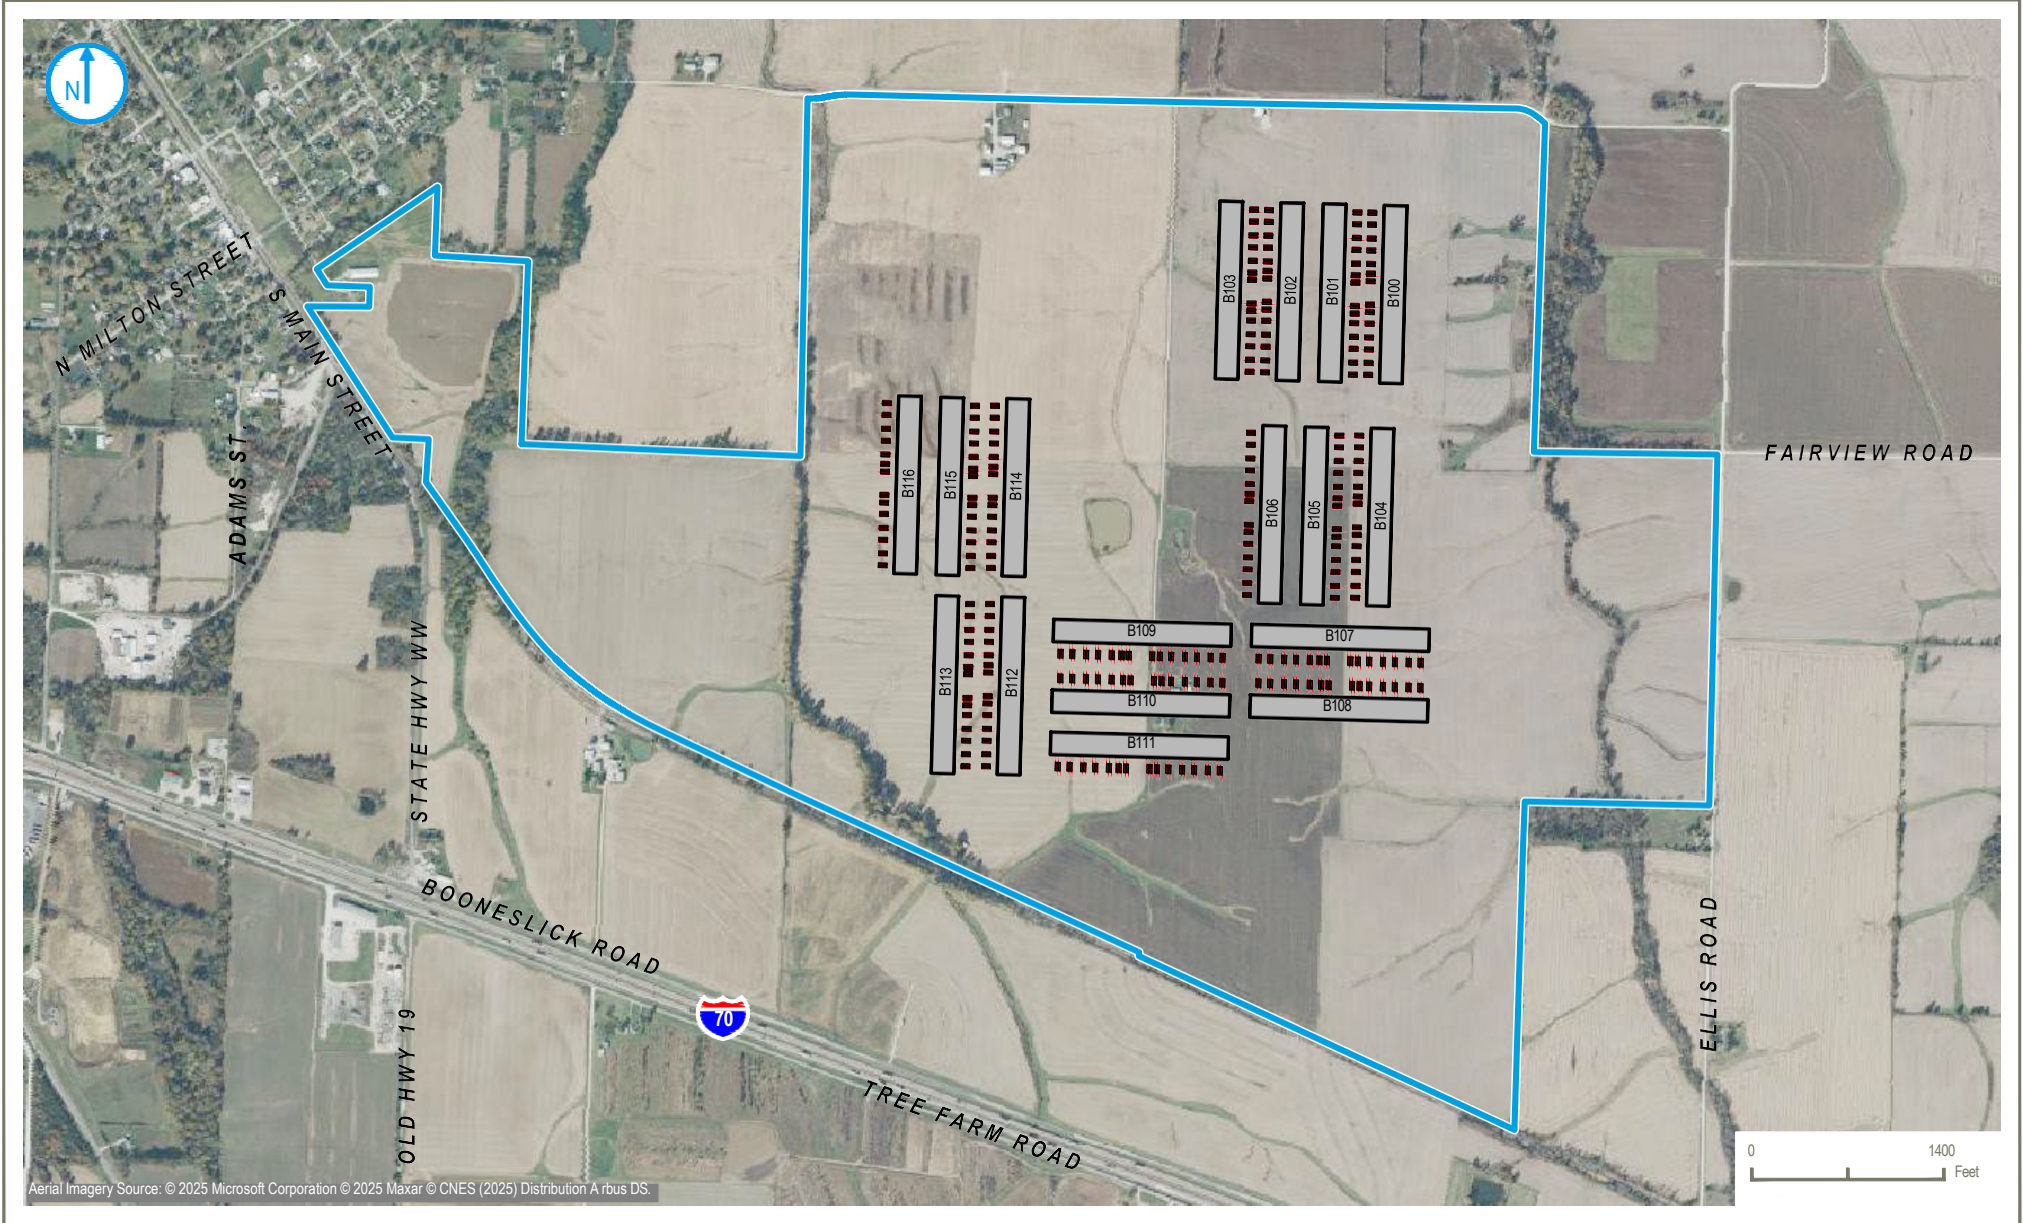 N
N MILTON STREET
S MAIN STREET
ADAMS ST.
STATE HWY WW
OLD HWY 19
BOONESLICK ROAD
70
TREE FARM ROAD
FAIRVIEW ROAD
ELLIS ROAD
B103
B102
B101
B100
B116
B115
B114
B106
B105
B104
B113
B112
B109
B107
B110
B108
B111
0 1400
Feet
Aerial Imagery Source: © 2025 Microsoft Corporation © 2025 Maxar © CNES (2025) Distribution A rbus DS.